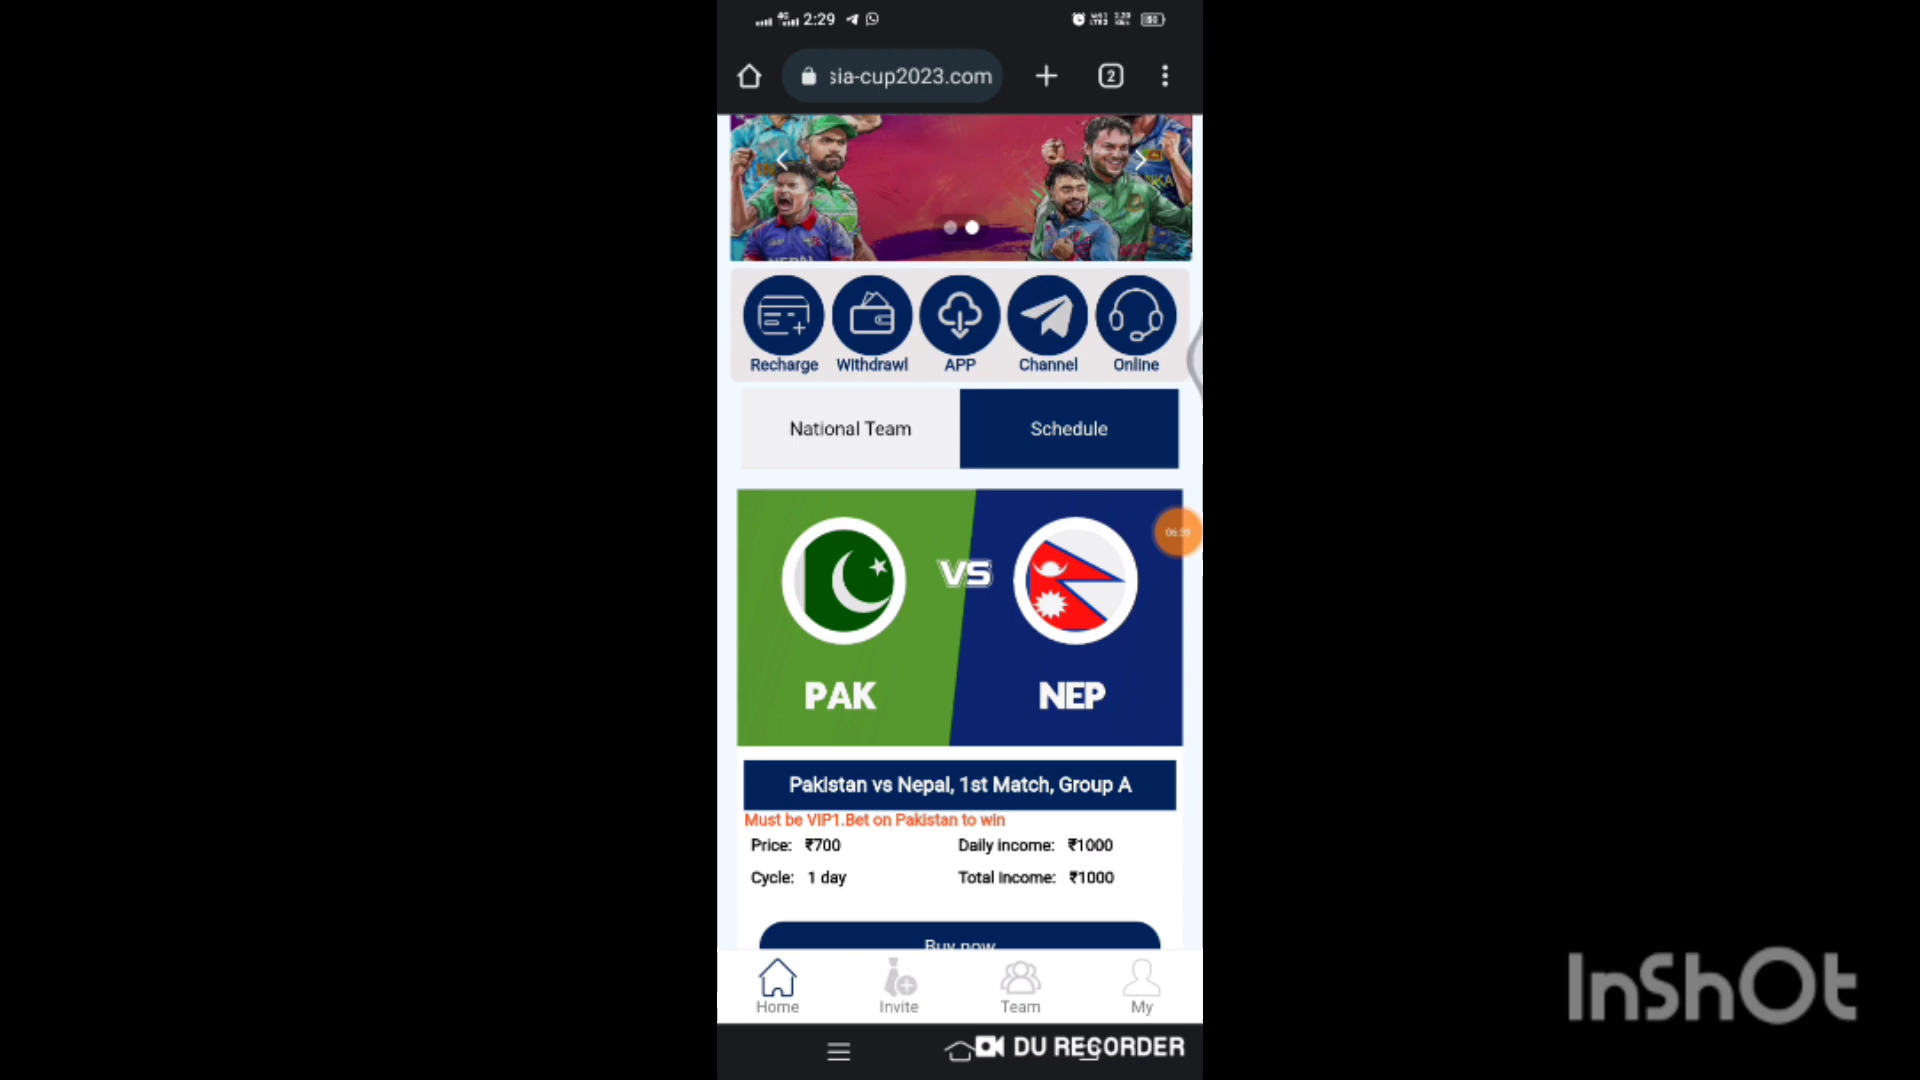 4G 2:29
sia-cup2023.com
2
NEPAL
Recharge
Withdrawl
APP
Channel
Online
National Team
Schedule
VS
PAK
NEP
Pakistan vs Nepal, 1st Match, Group A
Must be VIP1.Bet on Pakistan to win
Price: ₹700
Daily income: ₹1000
Cycle: 1 day
Total income: ₹1000
Buy now
Home
Invite
Team
My
DU RECORDER
InShOt